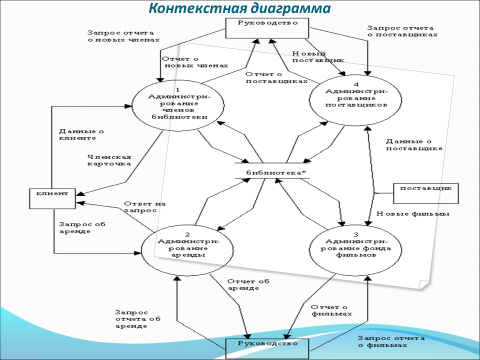 Контекстная диаграмма
Руководство
Запрос отчета
о новых членах
Запрос отчета
о поставщиках
Отчет о
новых членах
Новый
поставщик
Отчет о
поставщиках
1
Администри-
рование
членов
библиотеки
4
Администри-
рование
поставщиков
Данные о
клиенте
Данные о
поставщике
Членская
карточка
библиотека*
клиент
поставщик
Ответ на
запрос
Новые фильмы
Запрос об
аренде
2
Администри-
рование
аренды
3
Администри-
рование фонда
фильмов
Отчет об
аренде
Отчет о
фильмах
Запрос
отчета об
аренде
Руководство
Запрос отчета
о фильмах